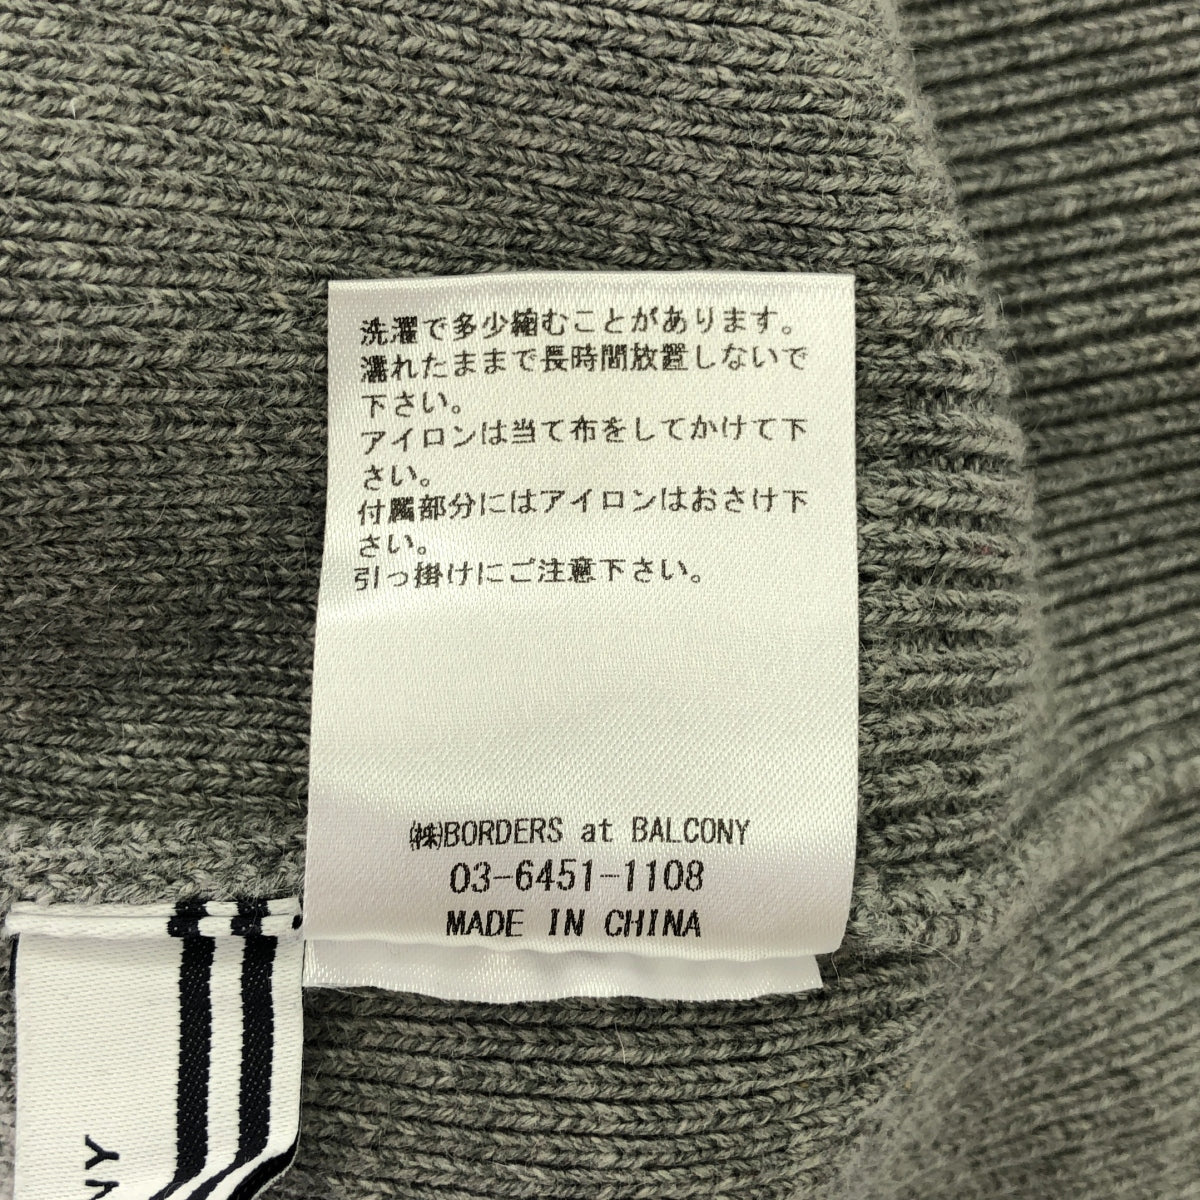 洗濯で多少縮むことがあります。
濡れたままで長時間放置しないで
下さい。
アイロンは当て布をしてかけて下
さい。
付属部分にはアイロンはおさけ下
さい。
引っ掛けにご注意下さい。
㈱BORDERS at BALCONY
03-6451-1108
MADE IN CHINA
NY